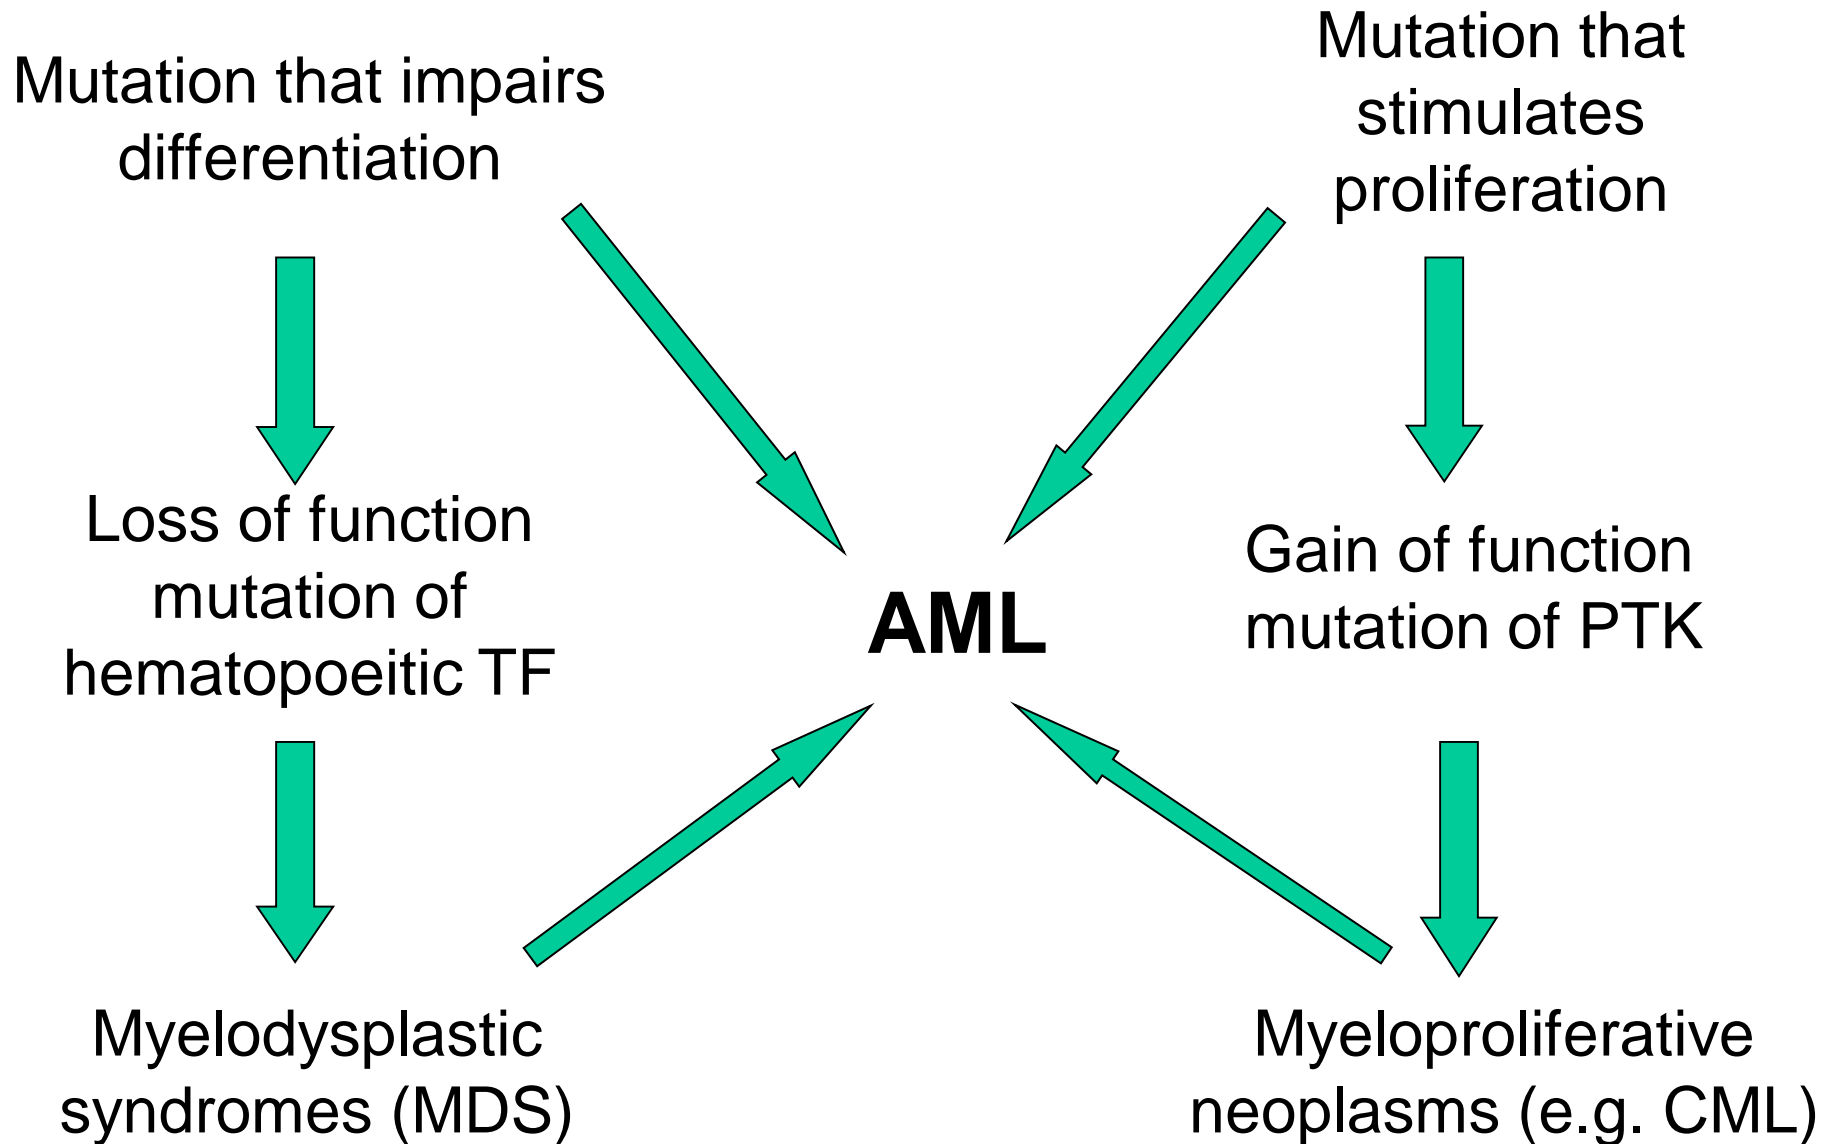 Mutation that impairs
differentiation
Mutation that
stimulates
proliferation
Loss of function
mutation of
hematopoeitic TF
AML
Gain of function
mutation of PTK
Myelodysplastic
syndromes (MDS)
Myeloproliferative
neoplasms (e.g. CML)